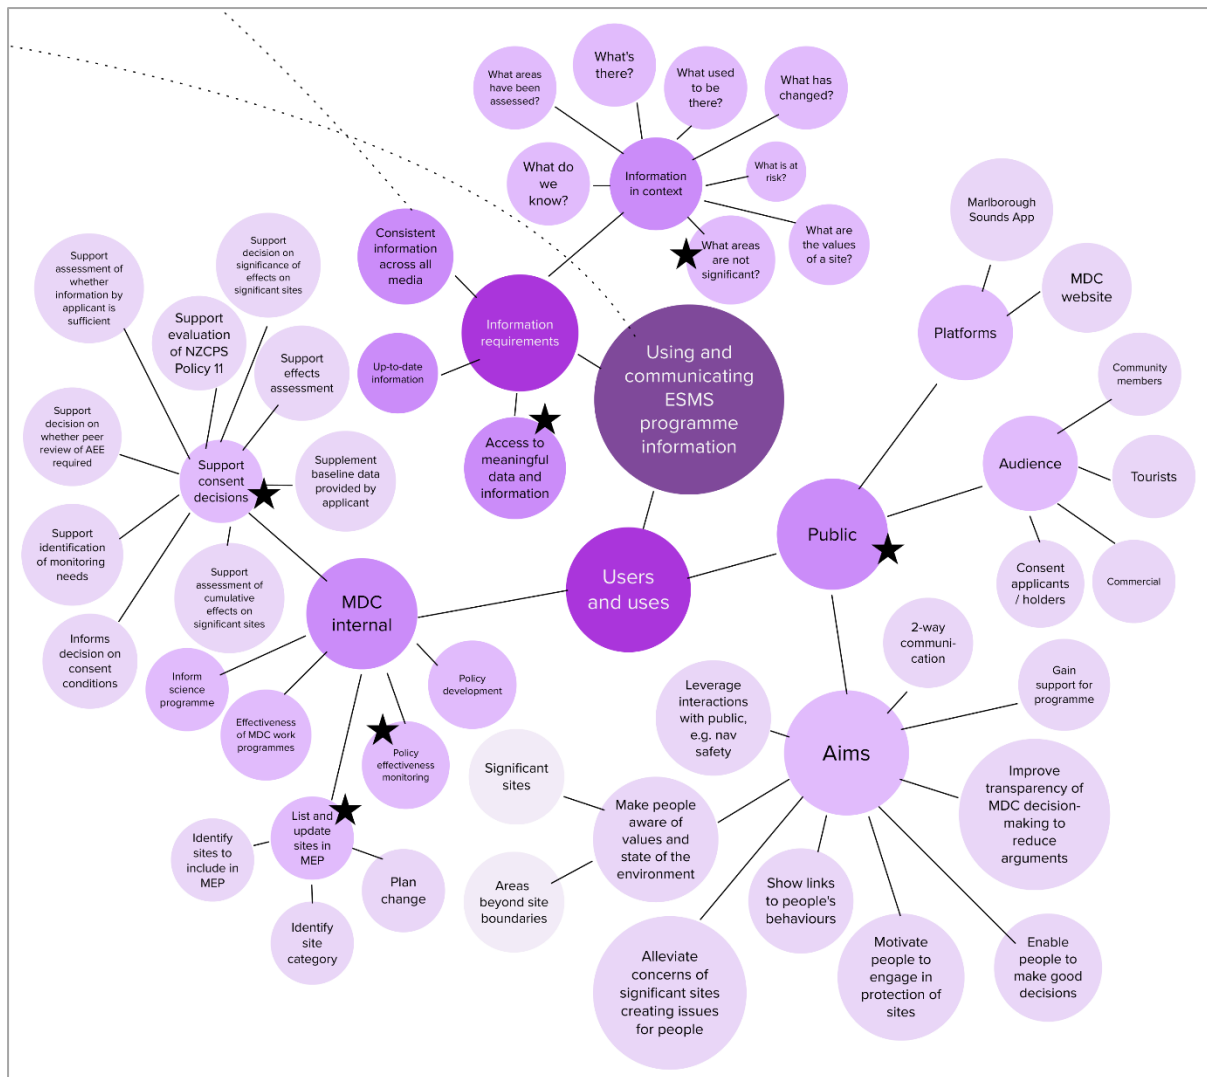 What areas
have been
assessed?
What's
there?
What used
to be
there?
What has
changed?
What do
we
know?
Information
in context
What is at
risk?
What areas
are not
significant?
What are
the values
of a site?
Consistent
information
across all
media
Information
requirements
Up-to-date
information
Access to
meaningful
data and
information
Using and
communicating
ESMS
programme
information
Marlborough
Sounds App
MDC
website
Platforms
Community
members
Audience
Tourists
Public
Consent
applicants
/ holders
Commercial
Support
assessment of
whether
information by
applicant is
sufficient
Support
decision on
significance of
effects on
significant sites
Support
evaluation
of NZCPS
Policy 11
Support
effects
assessment
Support
decision on
whether peer
review of AEE
required
Support
consent
decisions
Supplement
baseline data
provided by
applicant
Support
identification
of monitoring
needs
Support
assessment of
cumulative
effects on
significant sites
Informs
decision on
consent
conditions
MDC
internal
Users
and uses
Inform
science
programme
Effectiveness
of MDC work
programmes
Policy
development
Policy
effectiveness
monitoring
List and
update
sites in
MEP
Identify
sites to
include in
MEP
Identify
site
category
Plan
change
2-way
communi-
cation
Gain
support for
programme
Leverage
interactions
with public,
e.g. nav
safety
Aims
Improve
transparency of
MDC decision-
making to
reduce
arguments
Significant
sites
Make people
aware of
values and
state of the
environment
Areas
beyond site
boundaries
Show links
to people's
behaviours
Alleviate
concerns of
significant sites
creating issues
for people
Motivate
people to
engage in
protection of
sites
Enable
people to
make good
decisions